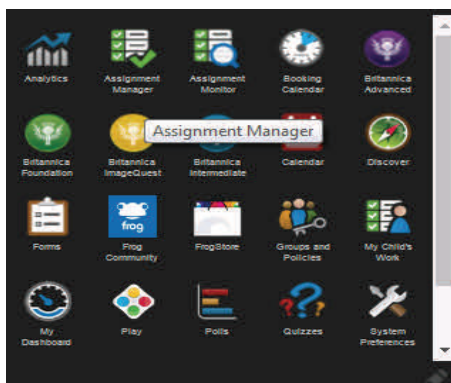 Analytics
Assignment
Manager
Assignment
Monitor
Booking
Calendar
Britannica
Advanced
Assignment Manager
Britannica
Foundation
Britannica
ImageQuest
Britannica
Intermediate
Calendar
Discover
Forms
frog
Frog
Community
FrogStore
Groups and
Policies
My Child's
Work
My
Dashboard
Play
Polls
Quizzes
System
Preferences